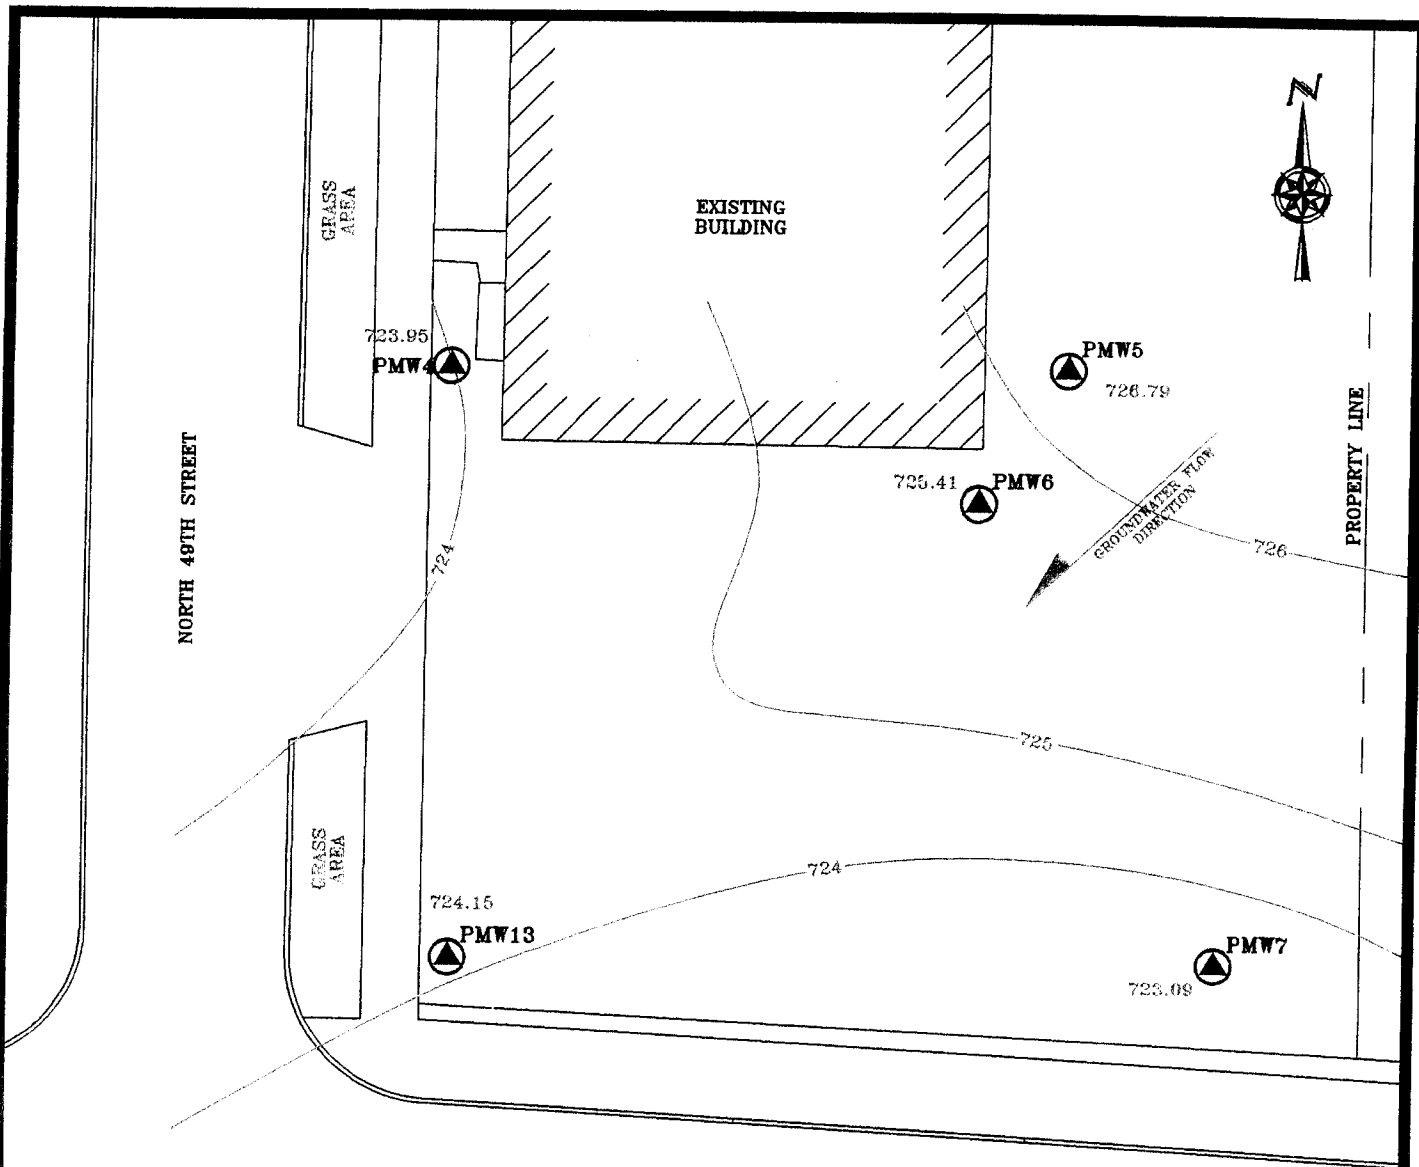 N
GRASS
AREA
EXISTING
BUILDING
723.95
PMW4
PMW5
726.79
PROPERTY LINE
NORTH 49TH STREET
725.41
PMW6
GROUNDWATER FLOW
DIRECTION
724
726
725
GRASS
AREA
724
724.15
PMW13
PMW7
723.09